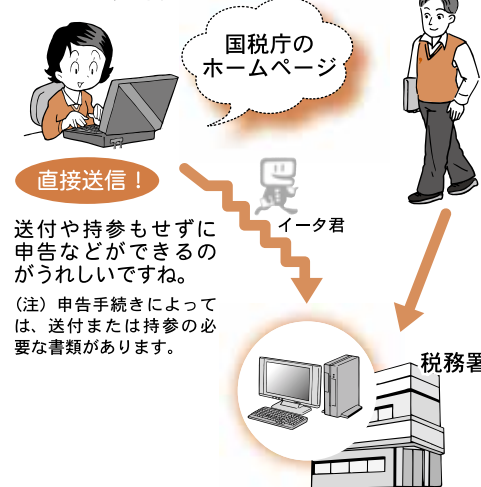 国税庁の
ホームページ
直接送信！
イータ君
送付や持参もせずに
申告などができるの
がうれしいですね。
（注）申告手続きによって
は、送付または持参の必
要な書類があります。
税務署